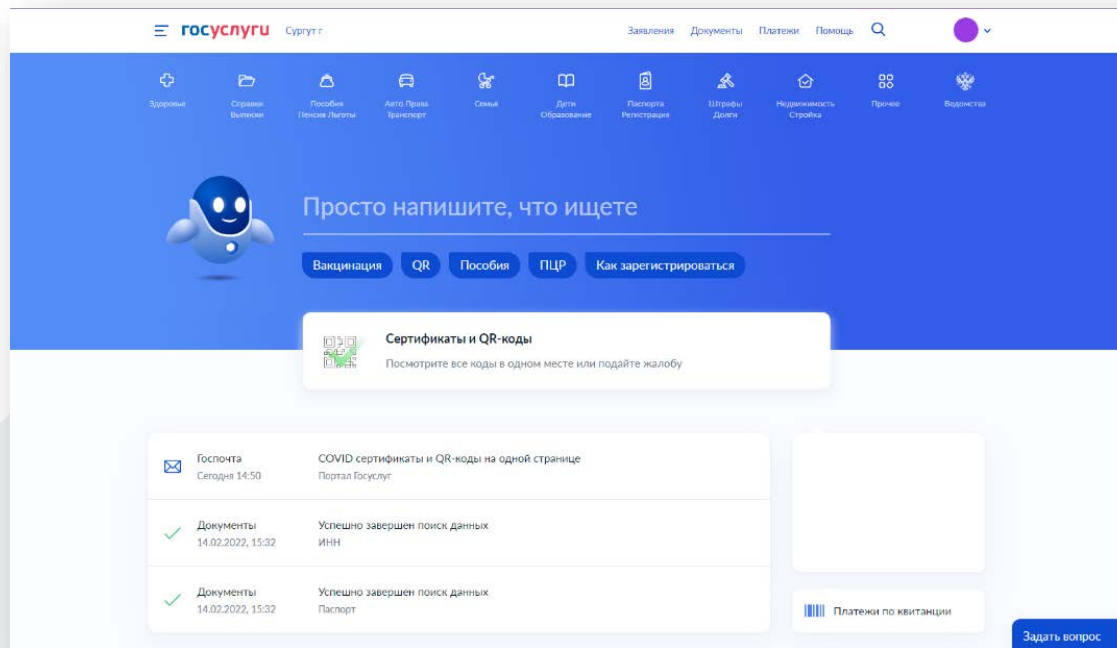 госуслуги
Сургут г
Заявления Документы Платежи Помощь
Здоровье
Справки
Выписки
Пособия
Пенсия Льготы
Авто Права
Транспорт
Семья
Дети
Образование
Паспорта
Регистрация
Штрафы
Долги
Недвижимость
Стройка
Прочее
Ведомства
Просто напишите, что ищете
Вакцинация QR Пособия ПЦР Как зарегистрироваться
Сертификаты и QR-коды
Посмотрите все коды в одном месте или подайте жалобу
Госпочта
Сегодня 14:50
COVID сертификаты и QR-коды на одной странице
Портал Госуслуг
Документы
14.02.2022, 15:32
Успешно завершен поиск данных
ИНН
Документы
14.02.2022, 15:32
Успешно завершен поиск данных
Паспорт
Платежи по квитанции
Задать вопрос